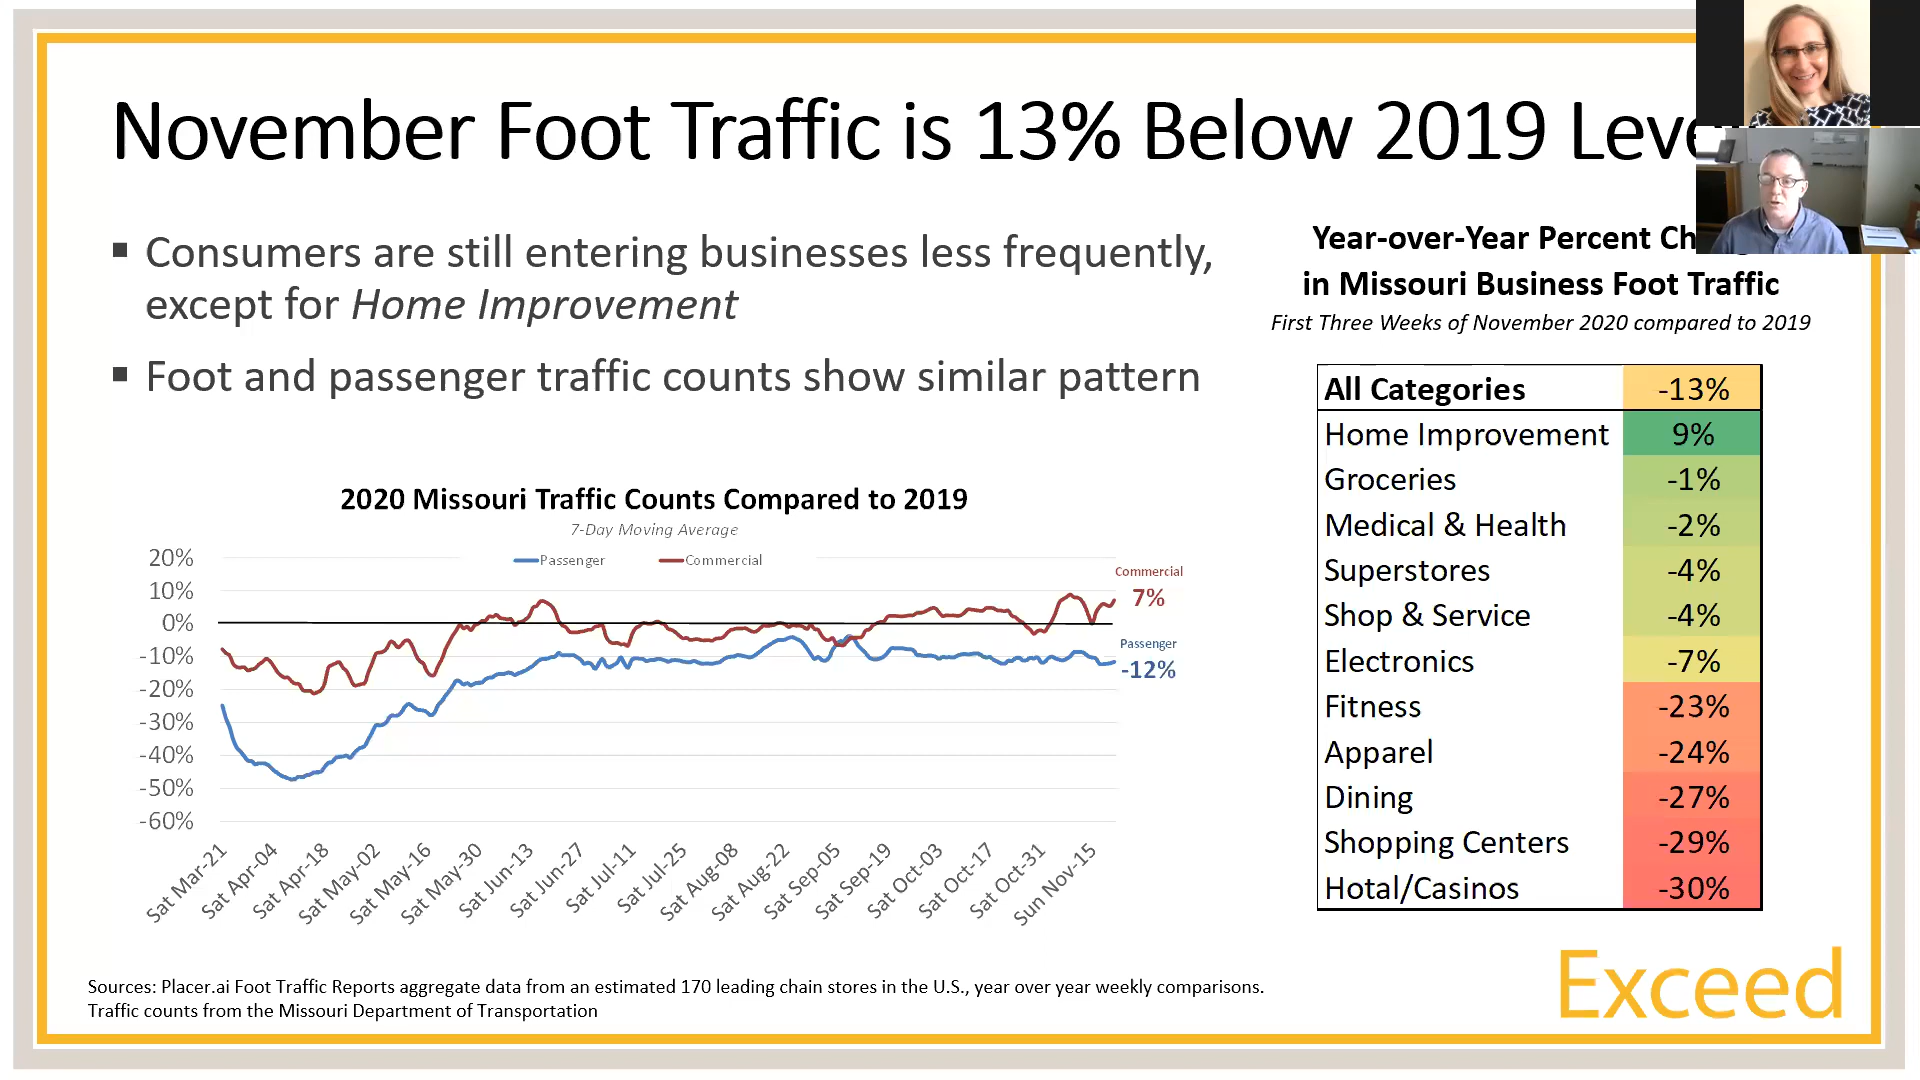 November Foot Traffic is 13% Below 2019
▪ Consumers are still entering businesses less frequently,
except for Home Improvement
▪ Foot and passenger traffic counts show similar pattern
Year-over-Year Percent
in Missouri Business Foot Traffic
First Three Weeks of November 2020 compared to 2019
All Categories -13%
Home Improvement 9%
Groceries -1%
Medical & Health -2%
Superstores -4%
Shop & Service -4%
Electronics -7%
Fitness -23%
Apparel -24%
Dining -27%
Shopping Centers -29%
Hotal/Casinos -30%
2020 Missouri Traffic Counts Compared to 2019
7-Day Moving Average
Passenger Commercial
20%
10%
0%
-10%
-20%
-30%
-40%
-50%
-60%
Commercial
7%
Passenger
-12%
Sat Mar-21
Sat Apr-04
Sat Apr-18
Sat May-02
Sat May-16
Sat May-30
Sat Jun-13
Sat Jun-27
Sat Jul-11
Sat Jul-25
Sat Aug-08
Sat Aug-22
Sat Sep-05
Sat Sep-19
Sat Oct-03
Sat Oct-17
Sat Oct-31
Sun Nov-15
Sources: Placer.ai Foot Traffic Reports aggregate data from an estimated 170 leading chain stores in the U.S., year over year weekly comparisons.
Traffic counts from the Missouri Department of Transportation
Exceed